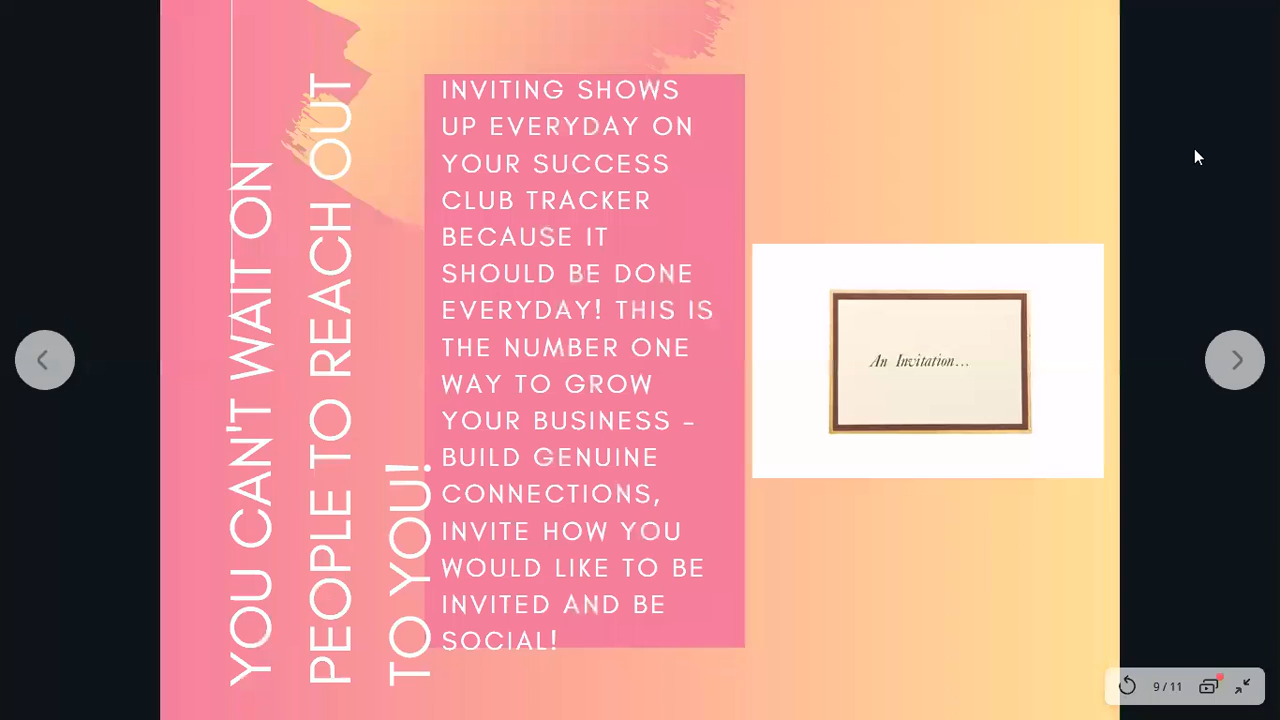 YOU CAN'T WAIT ON
PEOPLE TO REACH OUT
TO YOU!
INVITING SHOWS
UP EVERYDAY ON
YOUR SUCCESS
CLUB TRACKER
BECAUSE IT
SHOULD BE DONE
EVERYDAY! THIS IS
THE NUMBER ONE
WAY TO GROW
YOUR BUSINESS -
BUILD GENUINE
CONNECTIONS,
INVITE HOW YOU
WOULD LIKE TO BE
INVITED AND BE
SOCIAL!
An Invitation...
9/11